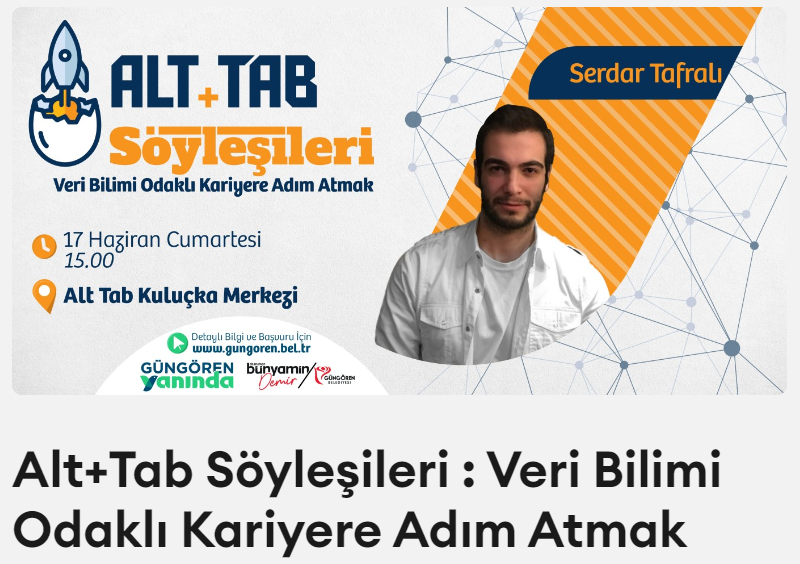 ALT+TAB
Söyleşileri
Veri Bilimi Odaklı Kariyere Adım Atmak
Serdar Tafralı
17 Haziran Cumartesi
15.00
Alt Tab Kuluçka Merkezi
Detaylı Bilgi ve Başvuru İçin
www.gungoren.bel.tr
GÜNGÖREN
yanında
bünyamin
Demir
GÜNGÖREN
BELEDİYESİ
Alt+Tab Söyleşileri : Veri Bilimi
Odaklı Kariyere Adım Atmak